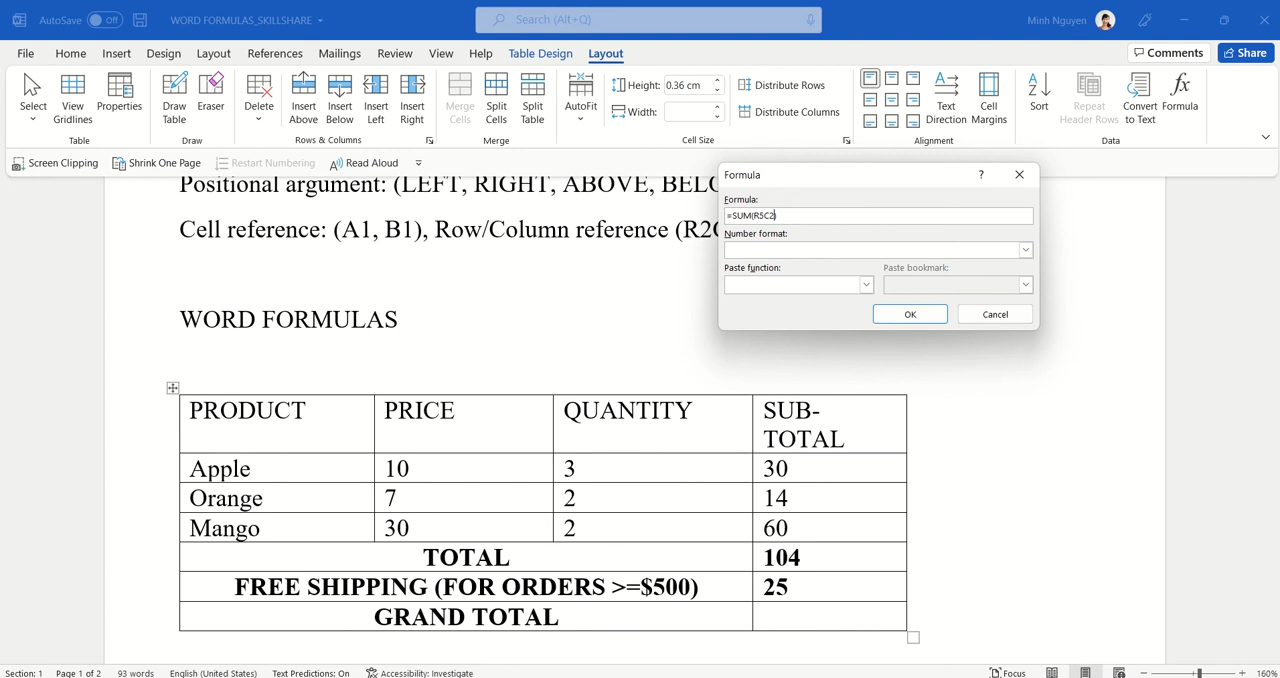 AutoSave Off WORD FORMULAS_SKILLSHARE Search (Alt+Q) Minh Nguyen
File Home Insert Design Layout References Mailings Review View Help Table Design Layout Comments Share
Select View Gridlines Properties Draw Table Eraser Delete Insert Above Insert Below Insert Left Insert Right Merge Cells Split Cells Split Table AutoFit Height: 0.36 cm Width: Distribute Rows Distribute Columns Text Direction Cell Margins Sort Repeat Header Rows Convert to Text Formula
Table Draw Rows & Columns Merge Cell Size Alignment Data
Screen Clipping Shrink One Page Restart Numbering Read Aloud
Positional argument: (LEFT, RIGHT, ABOVE,
Cell reference: (A1, B1), Row/Column reference
Formula ?
Formula:
=SUM(R5C2)
Number format:
Paste function: Paste bookmark:
OK Cancel
WORD FORMULAS
PRODUCT PRICE QUANTITY SUB-
TOTAL
Apple 10 3 30
Orange 7 2 14
Mango 30 2 60
TOTAL 104
FREE SHIPPING (FOR ORDERS >=$500) 25
GRAND TOTAL
Section: 1 Page 1 of 2 93 words English (United States) Text Predictions: On Accessibility: Investigate Focus 160%